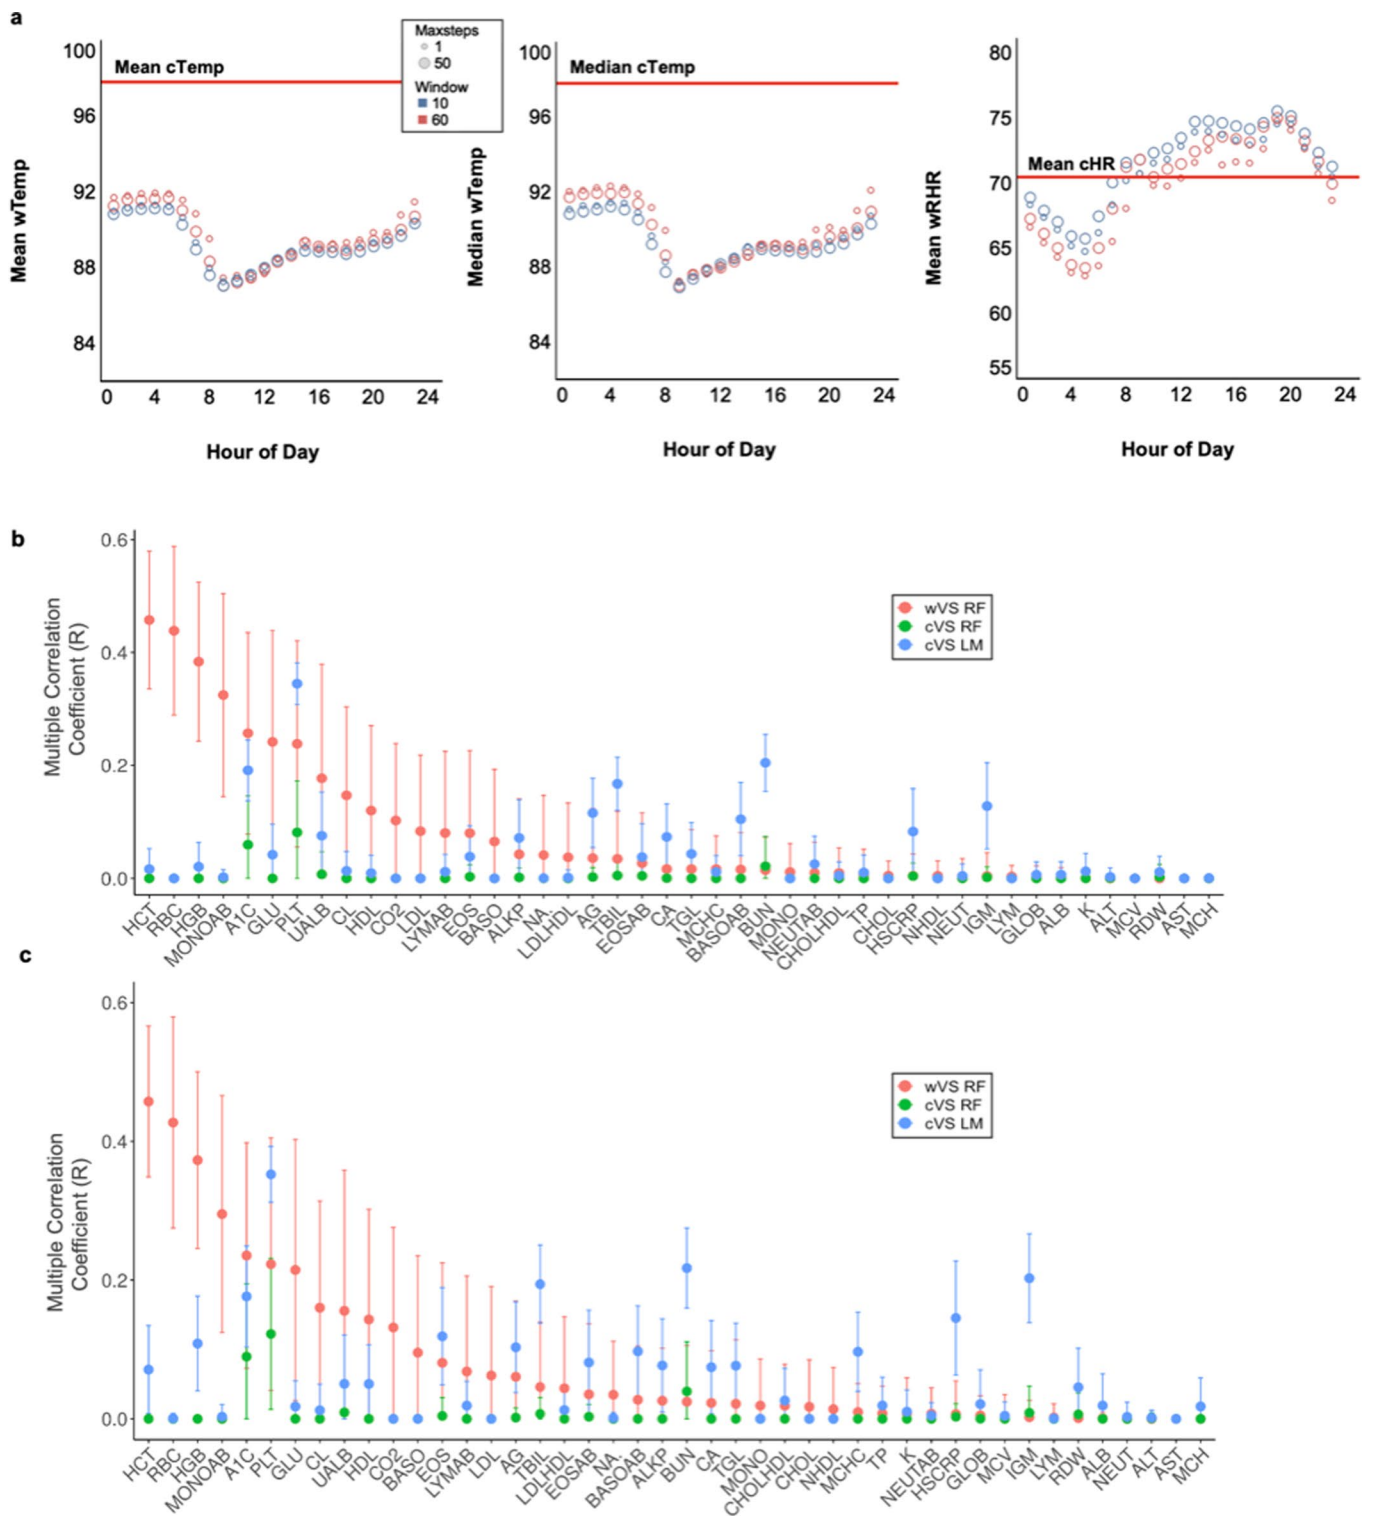 a
Maxsteps
1
50
Window
10
60
100
96
92
88
84
Mean cTemp
Mean wTemp
0 4 8 12 16 20 24
Hour of Day
100
96
92
88
84
Median cTemp
Median wTemp
0 4 8 12 16 20 24
Hour of Day
80
75
70
65
60
55
Mean cHR
Mean wRHR
0 4 8 12 16 20 24
Hour of Day
b
0.6
0.4
0.2
0.0
Multiple Correlation
Coefficient (R)
wVS RF
cVS RF
cVS LM
HCT RBC HGB MONOAB A1C GLU PLT UALB CL HDL CO2 LDL LYMAB EOS BASO ALKP NA LDLHDL AG TBIL EOSAB CA TGL MCHC BASOAB BUN MONO NEUTAB CHOLHDL TP CHOL HSCRP NHDL NEUT IGM LYM GLOB ALB K ALT MCV RDW AST MCH
c
0.6
0.4
0.2
0.0
Multiple Correlation
Coefficient (R)
wVS RF
cVS RF
cVS LM
HCT RBC HGB MONOAB A1C PLT GLU CL UALB HDL CO2 BASO EOS LYMAB LDL AG TBIL LDLHDL EOSAB NA BASOAB ALKP BUN CA TGL MONO CHOLHDL CHOL NHDL MCHC TP K NEUTAB HSCRP GLOB MCV IGM LYM RDW ALB NEUT ALT AST MCH